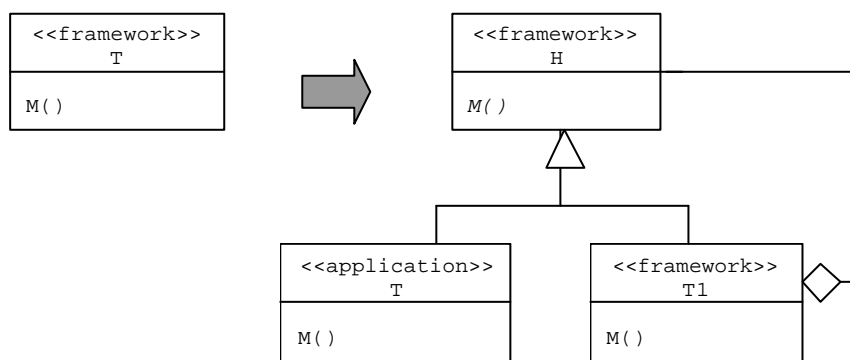 <<framework>>
T
M()
<<framework>>
H
M()
<<application>>
T
M()
<<framework>>
T1
M()